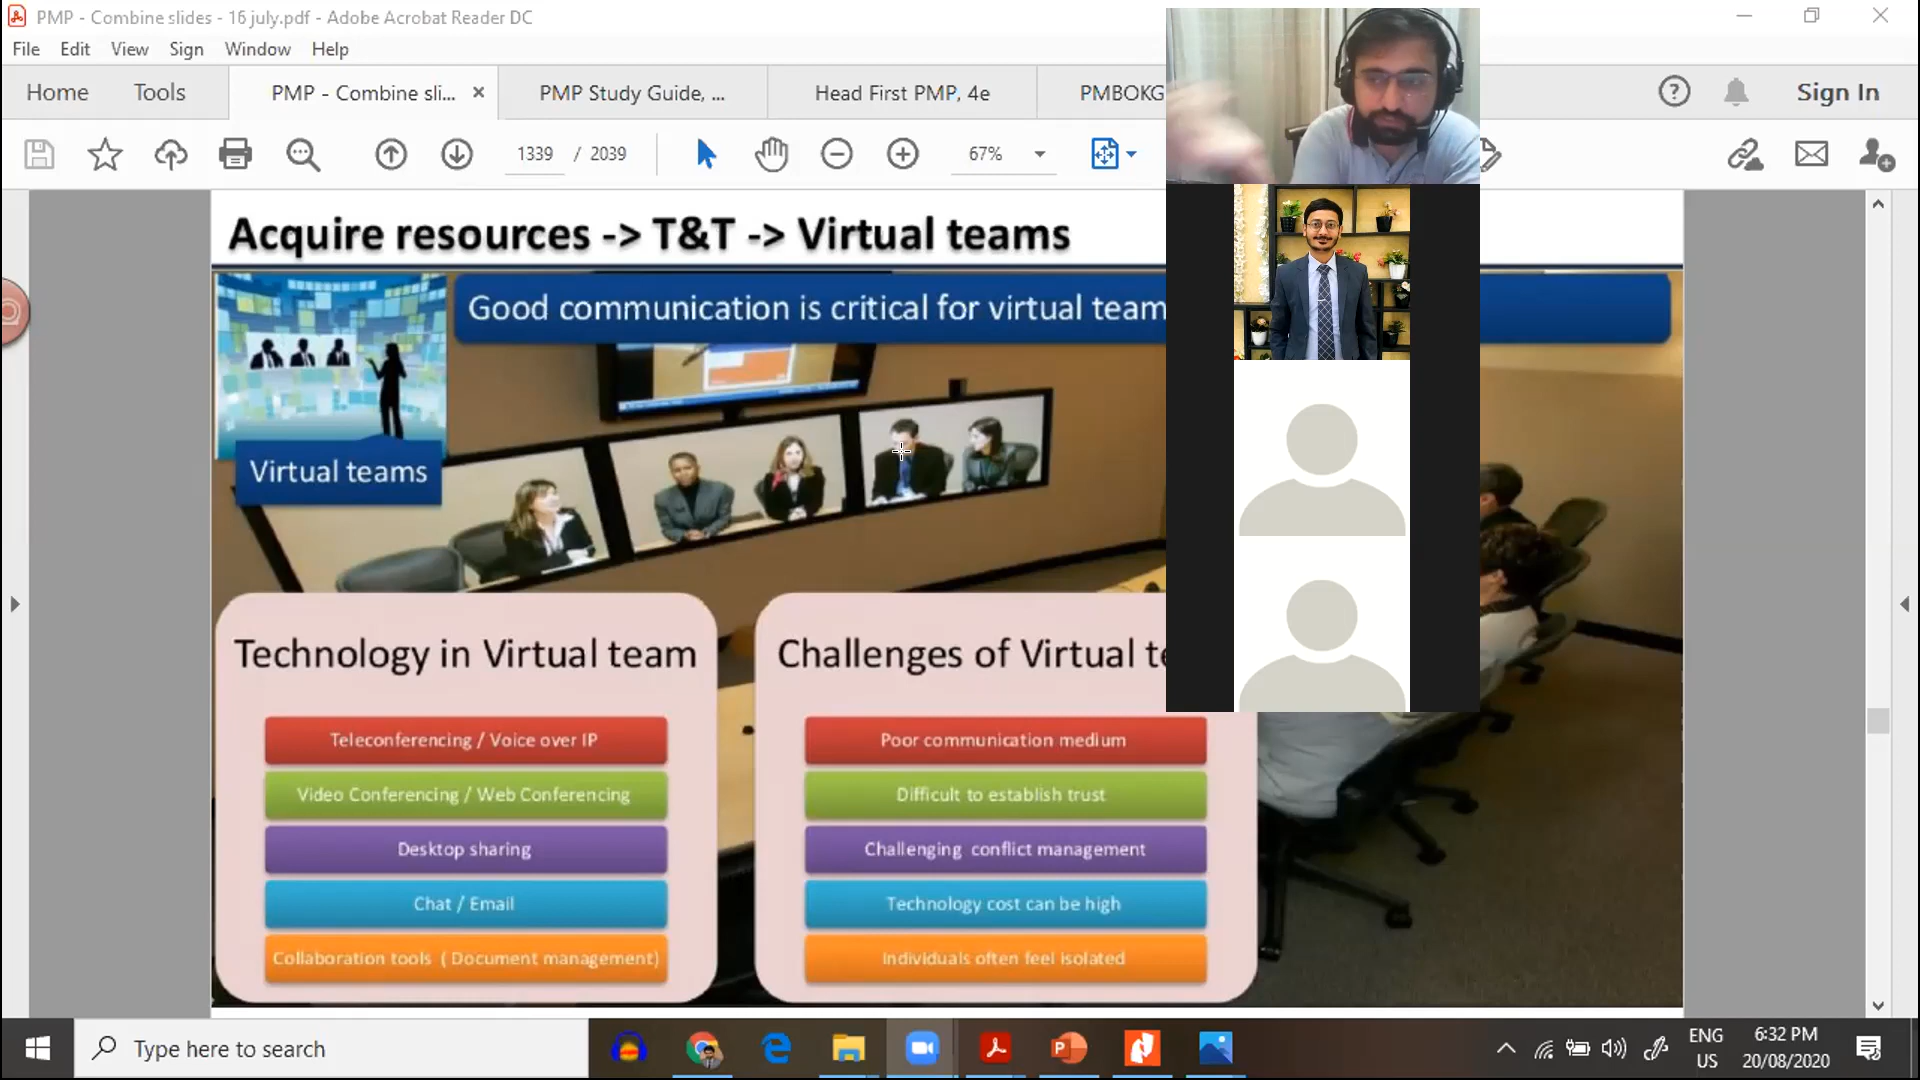 PMP - Combine slides - 16 july.pdf - Adobe Acrobat Reader DC
File Edit View Sign Window Help
Home Tools PMP - Combine sli... PMP Study Guide, ... Head First PMP, 4e PMBOKG Sign In
1339 / 2039 67%
Acquire resources -> T&T -> Virtual teams
Good communication is critical for virtual team
Virtual teams
Technology in Virtual team
Teleconferencing / Voice over IP
Video Conferencing / Web Conferencing
Desktop sharing
Chat / Email
Collaboration tools ( Document management)
Challenges of Virtual te
Poor communication medium
Difficult to establish trust
Challenging conflict management
Technology cost can be high
Individuals often feel isolated
Type here to search
ENG
US
6:32 PM
20/08/2020